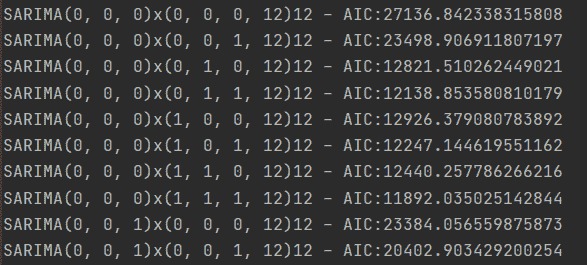 SARIMA(0, 0, 0)x(0, 0, 0, 12)12 - AIC:27136.842338315808
SARIMA(0, 0, 0)x(0, 0, 1, 12)12 - AIC:23498.906911807197
SARIMA(0, 0, 0)x(0, 1, 0, 12)12 - AIC:12821.510262449021
SARIMA(0, 0, 0)x(0, 1, 1, 12)12 - AIC:12138.853580810179
SARIMA(0, 0, 0)x(1, 0, 0, 12)12 - AIC:12926.379080783892
SARIMA(0, 0, 0)x(1, 0, 1, 12)12 - AIC:12247.144619551162
SARIMA(0, 0, 0)x(1, 1, 0, 12)12 - AIC:12440.257786266216
SARIMA(0, 0, 0)x(1, 1, 1, 12)12 - AIC:11892.035025142844
SARIMA(0, 0, 1)x(0, 0, 0, 12)12 - AIC:23384.056559875873
SARIMA(0, 0, 1)x(0, 0, 1, 12)12 - AIC:20402.903429200254